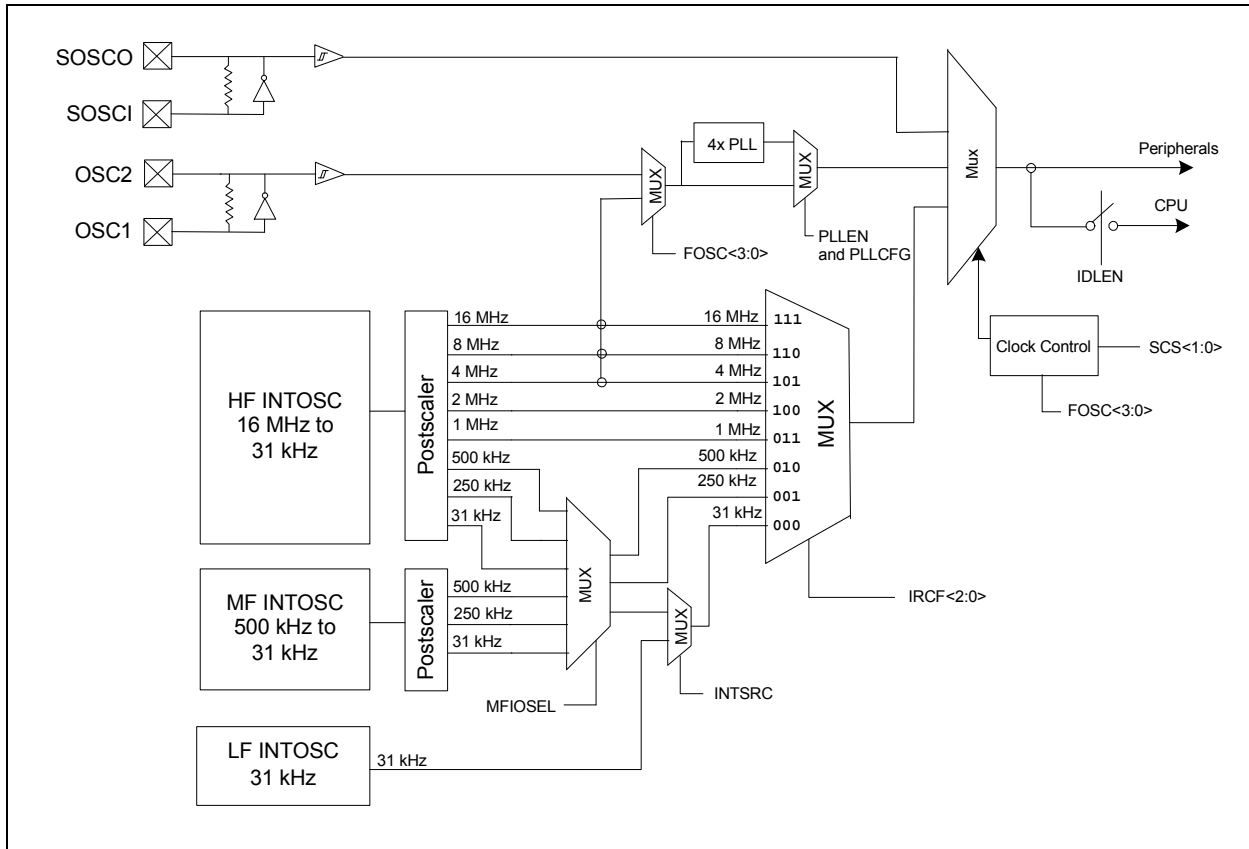 SOSCO
SOSCI
OSC2
OSC1
4x PLL
MUX
MUX
Mux
Peripherals
CPU
IDLEN
FOSC<3:0>
PLLEN
and PLLCFG
Clock Control
SCS<1:0>
FOSC<3:0>
HF INTOSC
16 MHz to
31 kHz
Postscaler
16 MHz
8 MHz
4 MHz
2 MHz
1 MHz
500 kHz
250 kHz
31 kHz
16 MHz
8 MHz
4 MHz
2 MHz
1 MHz
500 kHz
250 kHz
31 kHz
111
110
101
100
011
010
001
000
MUX
IRCF<2:0>
MF INTOSC
500 kHz to
31 kHz
Postscaler
500 kHz
250 kHz
31 kHz
MUX
MFIOSEL
MUX
INTSRC
LF INTOSC
31 kHz
31 kHz